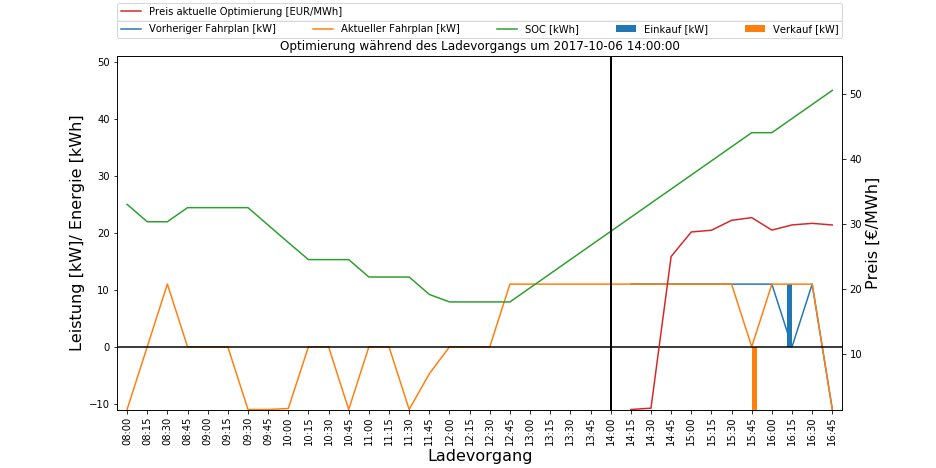 Preis aktuelle Optimierung [EUR/MWh]
Vorheriger Fahrplan [kW] Aktueller Fahrplan [kW] SOC [kWh] Einkauf [kW] Verkauf [kW]
Optimierung während des Ladevorgangs um 2017-10-06 14:00:00
Leistung [kW]/ Energie [kWh]
50
40
30
20
10
0
−10
Preis [€/MWh]
50
40
30
20
10
08:00 08:15 08:30 08:45 09:00 09:15 09:30 09:45 10:00 10:15 10:30 10:45 11:00 11:15 11:30 11:45 12:00 12:15 12:30 12:45 13:00 13:15 13:30 13:45 14:00 14:15 14:30 14:45 15:00 15:15 15:30 15:45 16:00 16:15 16:30 16:45
Ladevorgang